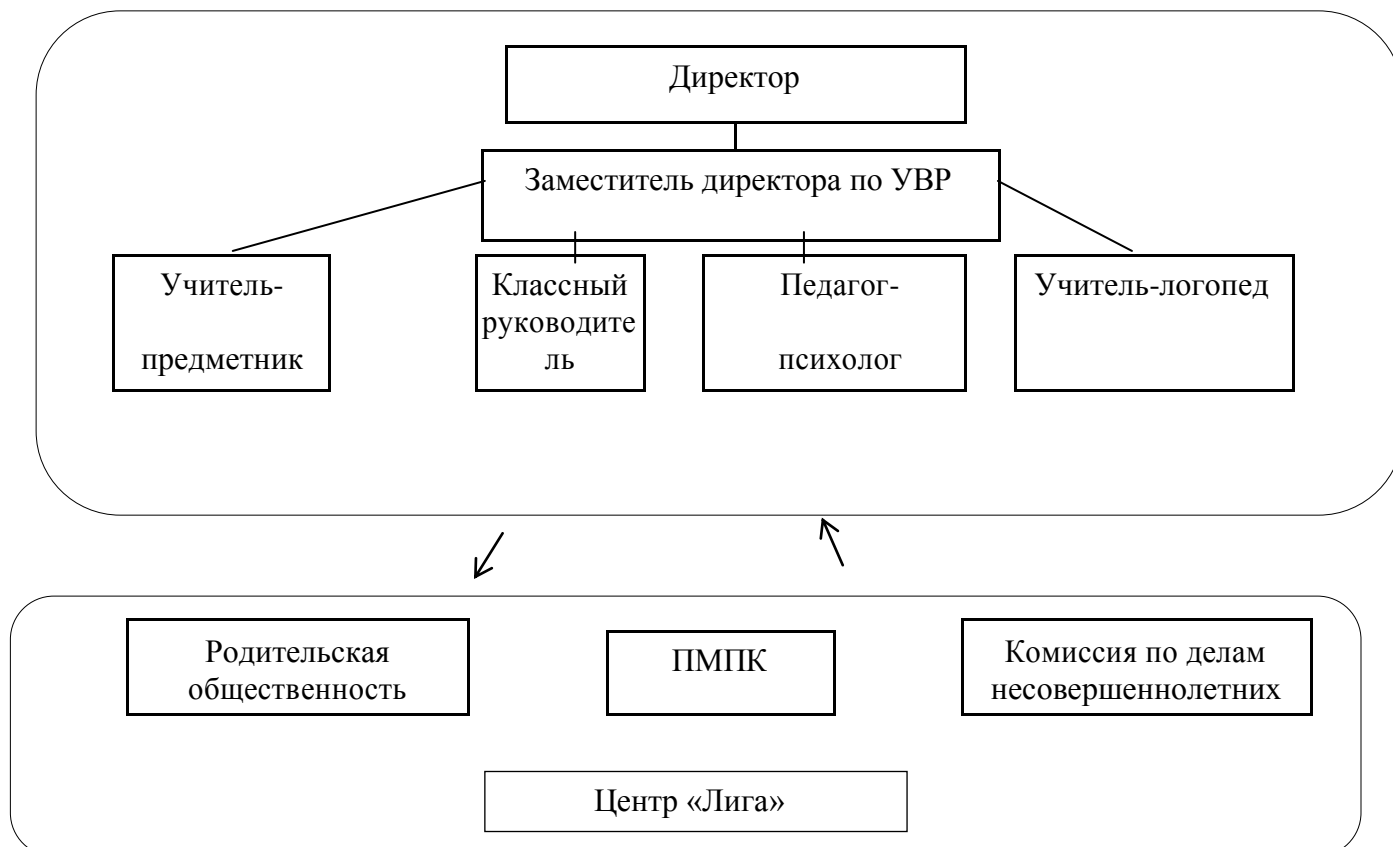 Директор
Заместитель директора по УВР
Учитель-
предметник
Классный
руководите
ль
Педагог-
психолог
Учитель-логопед
Родительская
общественность
ПМПК
Комиссия по делам
несовершеннолетних
Центр «Лига»